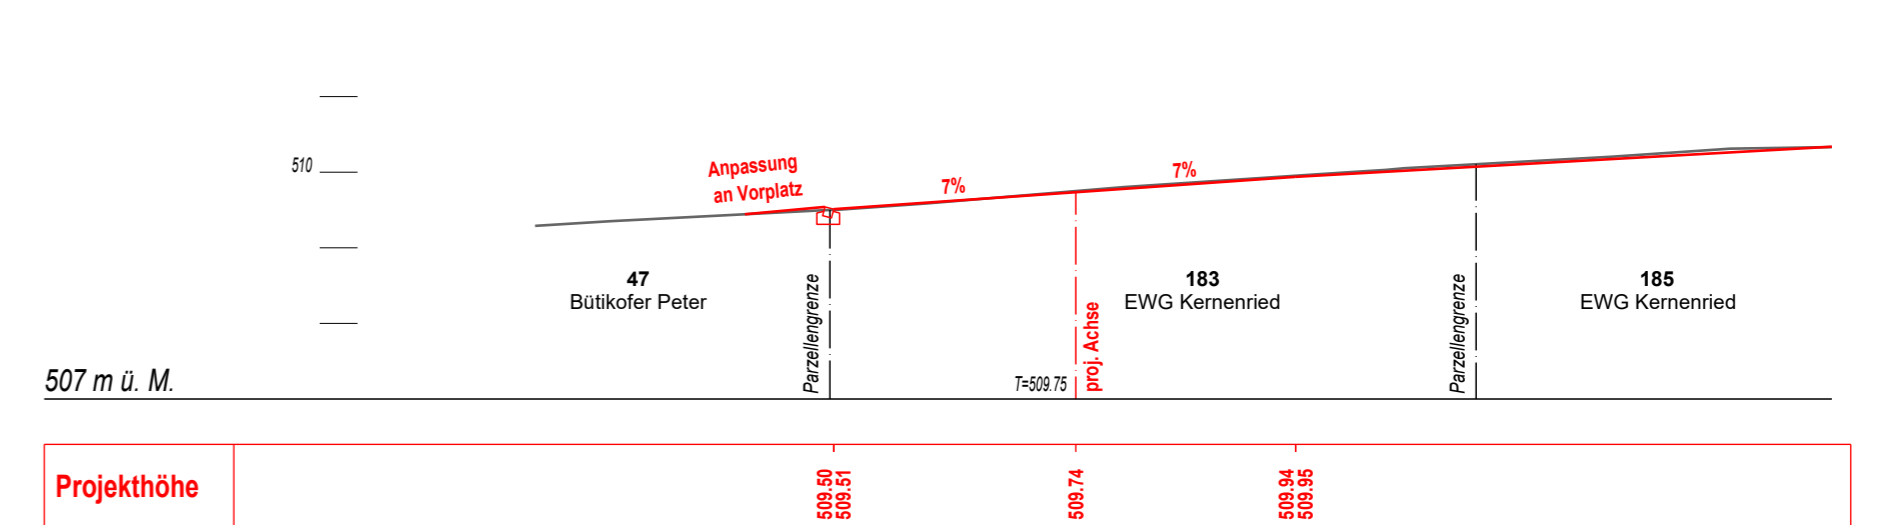 510
Anpassung
an Vorplatz
7%
7%
47
Bütikofer Peter
183
EWG Kernenried
185
EWG Kernenried
Parzellengrenze
proj. Achse
Parzellengrenze
507 m ü. M.
T=509.75
Projekthöhe
509.50
509.51
509.74
509.94
509.95